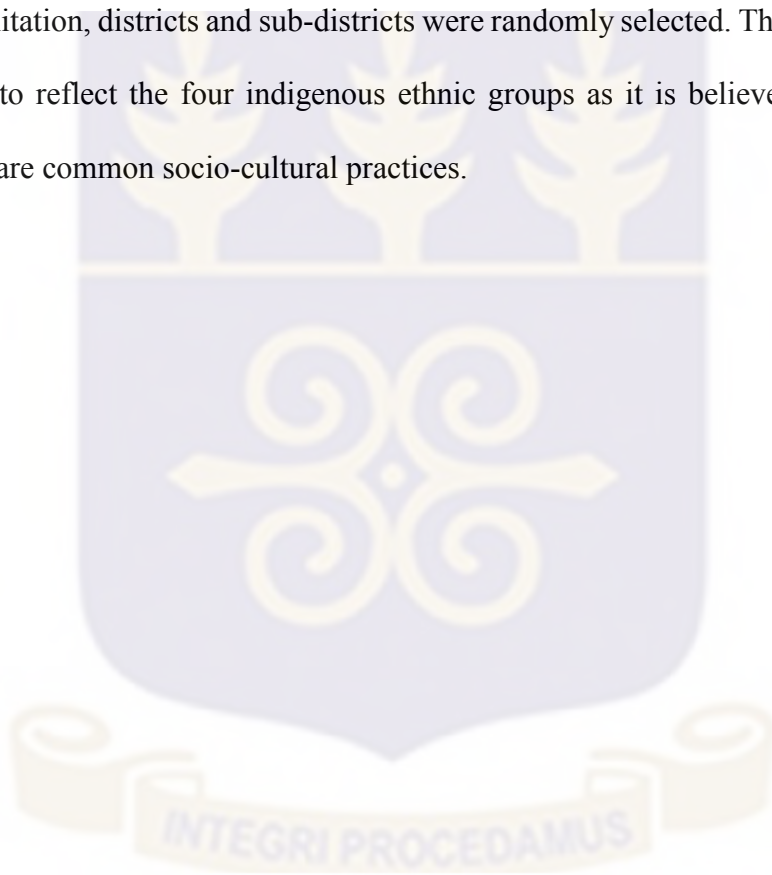 itation, districts and sub-districts were randomly selected. Th
to reflect the four indigenous ethnic groups as it is believe
are common socio-cultural practices.
INTEGRI PROCEDAMUS